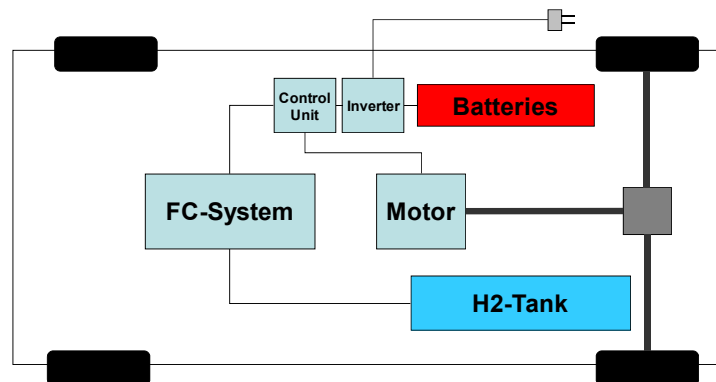 Control
Unit
Inverter
Batteries
FC-System
Motor
H2-Tank